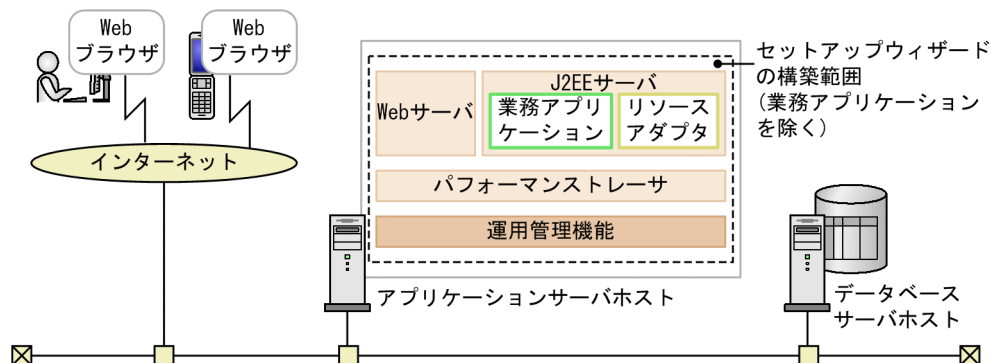 Web
ブラウザ
Web
ブラウザ
セットアップウィザード
の構築範囲
(業務アプリケーション
を除く)
Webサーバ
J2EEサーバ
業務アプリ
ケーション
リソース
アダプタ
パフォーマンストレーサ
運用管理機能
インターネット
アプリケーションサーバホスト
データベース
サーバホスト